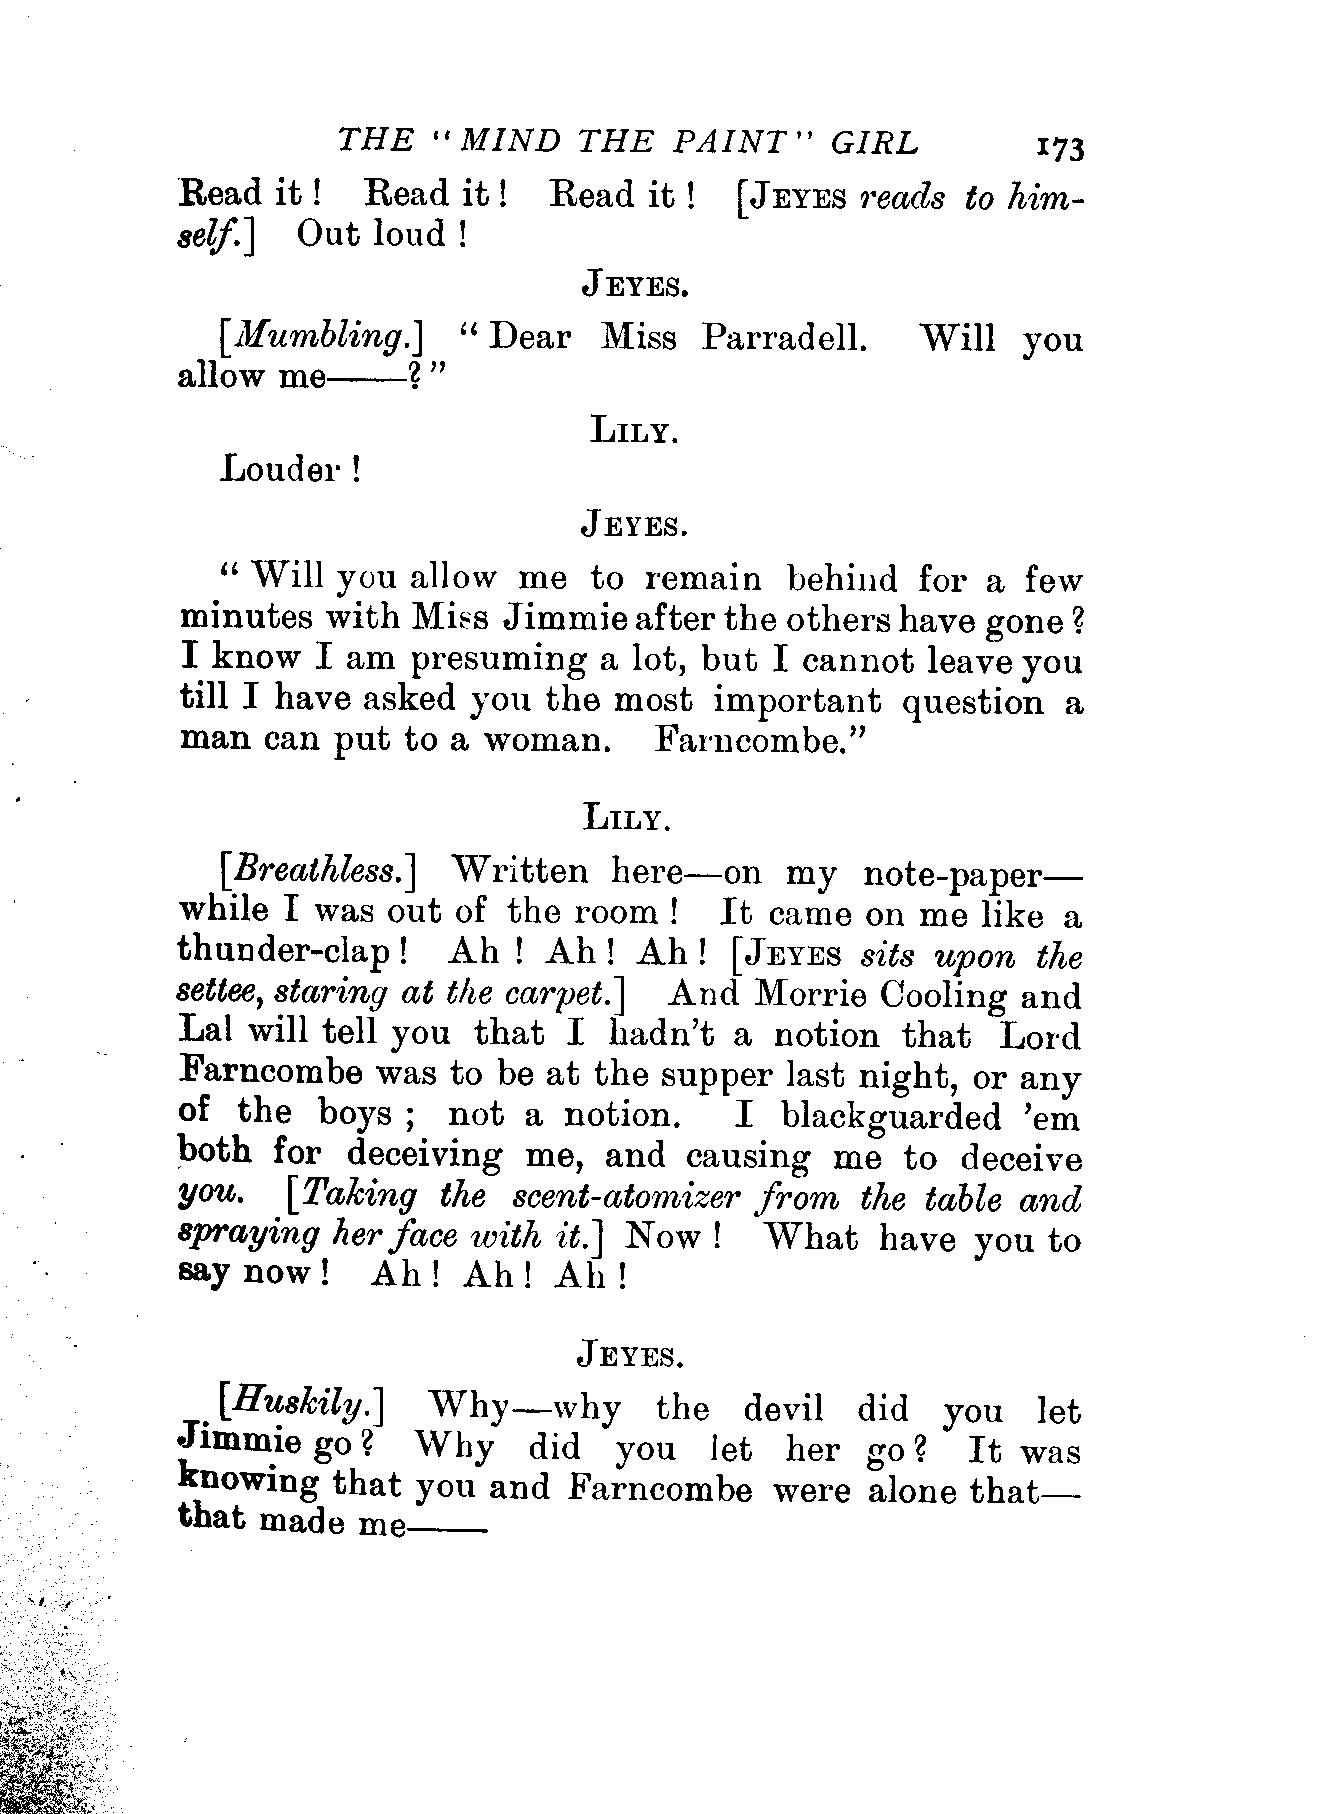 THE "MIND THE PAINT" GIRL 173
Read it! Read it! Read it! [JEYES reads to him-
self.] Out loud!
JEYES.
[Mumbling.] "Dear Miss Parradell. Will you
allow me——?"
LILY.
Louder!
JEYES.
"Will you allow me to remain behind for a few
minutes with Miss Jimmie after the others have gone?
I know I am presuming a lot, but I cannot leave you
till I have asked you the most important question a
man can put to a woman. Farncombe."
LILY.
[Breathless.] Written here—on my note-paper—
while I was out of the room! It came on me like a
thunder-clap! Ah! Ah! Ah! [JEYES sits upon the
settee, staring at the carpet.] And Morrie Cooling and
Lal will tell you that I hadn't a notion that Lord
Farncombe was to be at the supper last night, or any
of the boys; not a notion. I blackguarded 'em
both for deceiving me, and causing me to deceive
you. [Taking the scent-atomizer from the table and
spraying her face with it.] Now! What have you to
say now! Ah! Ah! Ah!
JEYES.
[Huskily.] Why—why the devil did you let
Jimmie go? Why did you let her go? It was
knowing that you and Farncombe were alone that—
that made me——